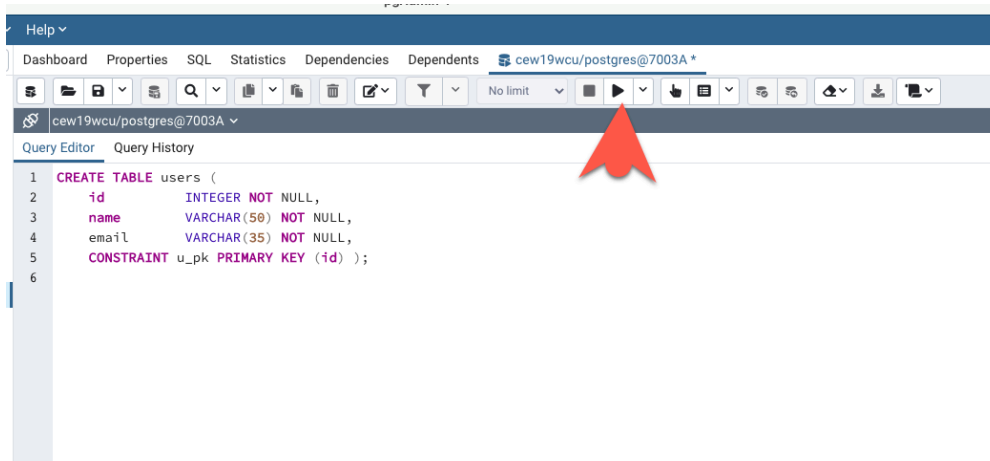 Help
Dashboard Properties SQL Statistics Dependencies Dependents cew19wcu/postgres@7003A *
No limit
cew19wcu/postgres@7003A
Query Editor Query History
1 CREATE TABLE users (
2 id INTEGER NOT NULL,
3 name VARCHAR(50) NOT NULL,
4 email VARCHAR(35) NOT NULL,
5 CONSTRAINT u_pk PRIMARY KEY (id) );
6